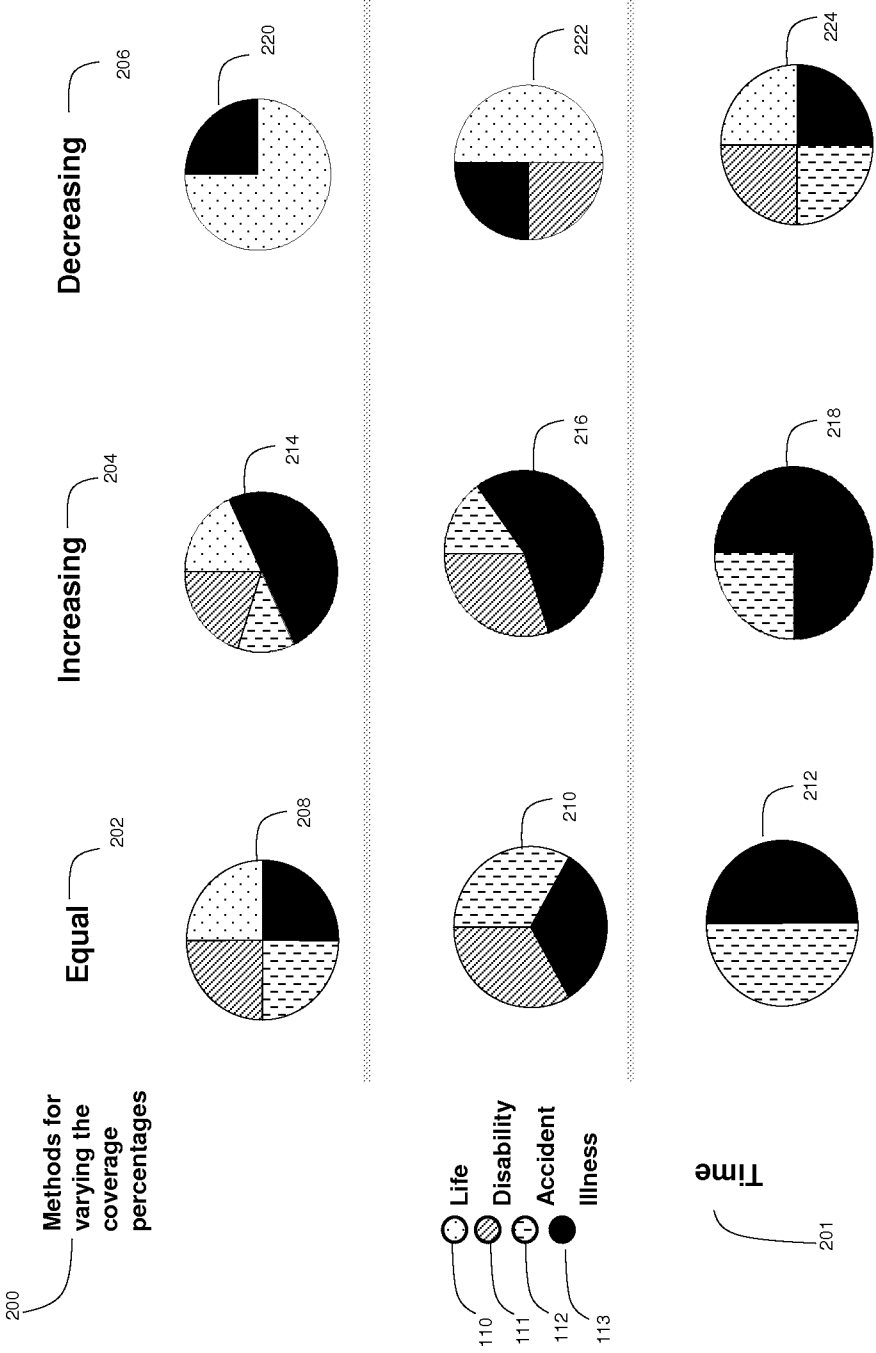 200
Methods for
varying the
coverage
percentages
Equal
202
Increasing
204
Decreasing
206
208
214
220
110
Life
111
Disability
112
Accident
113
Illness
210
216
222
Time
201
212
218
224